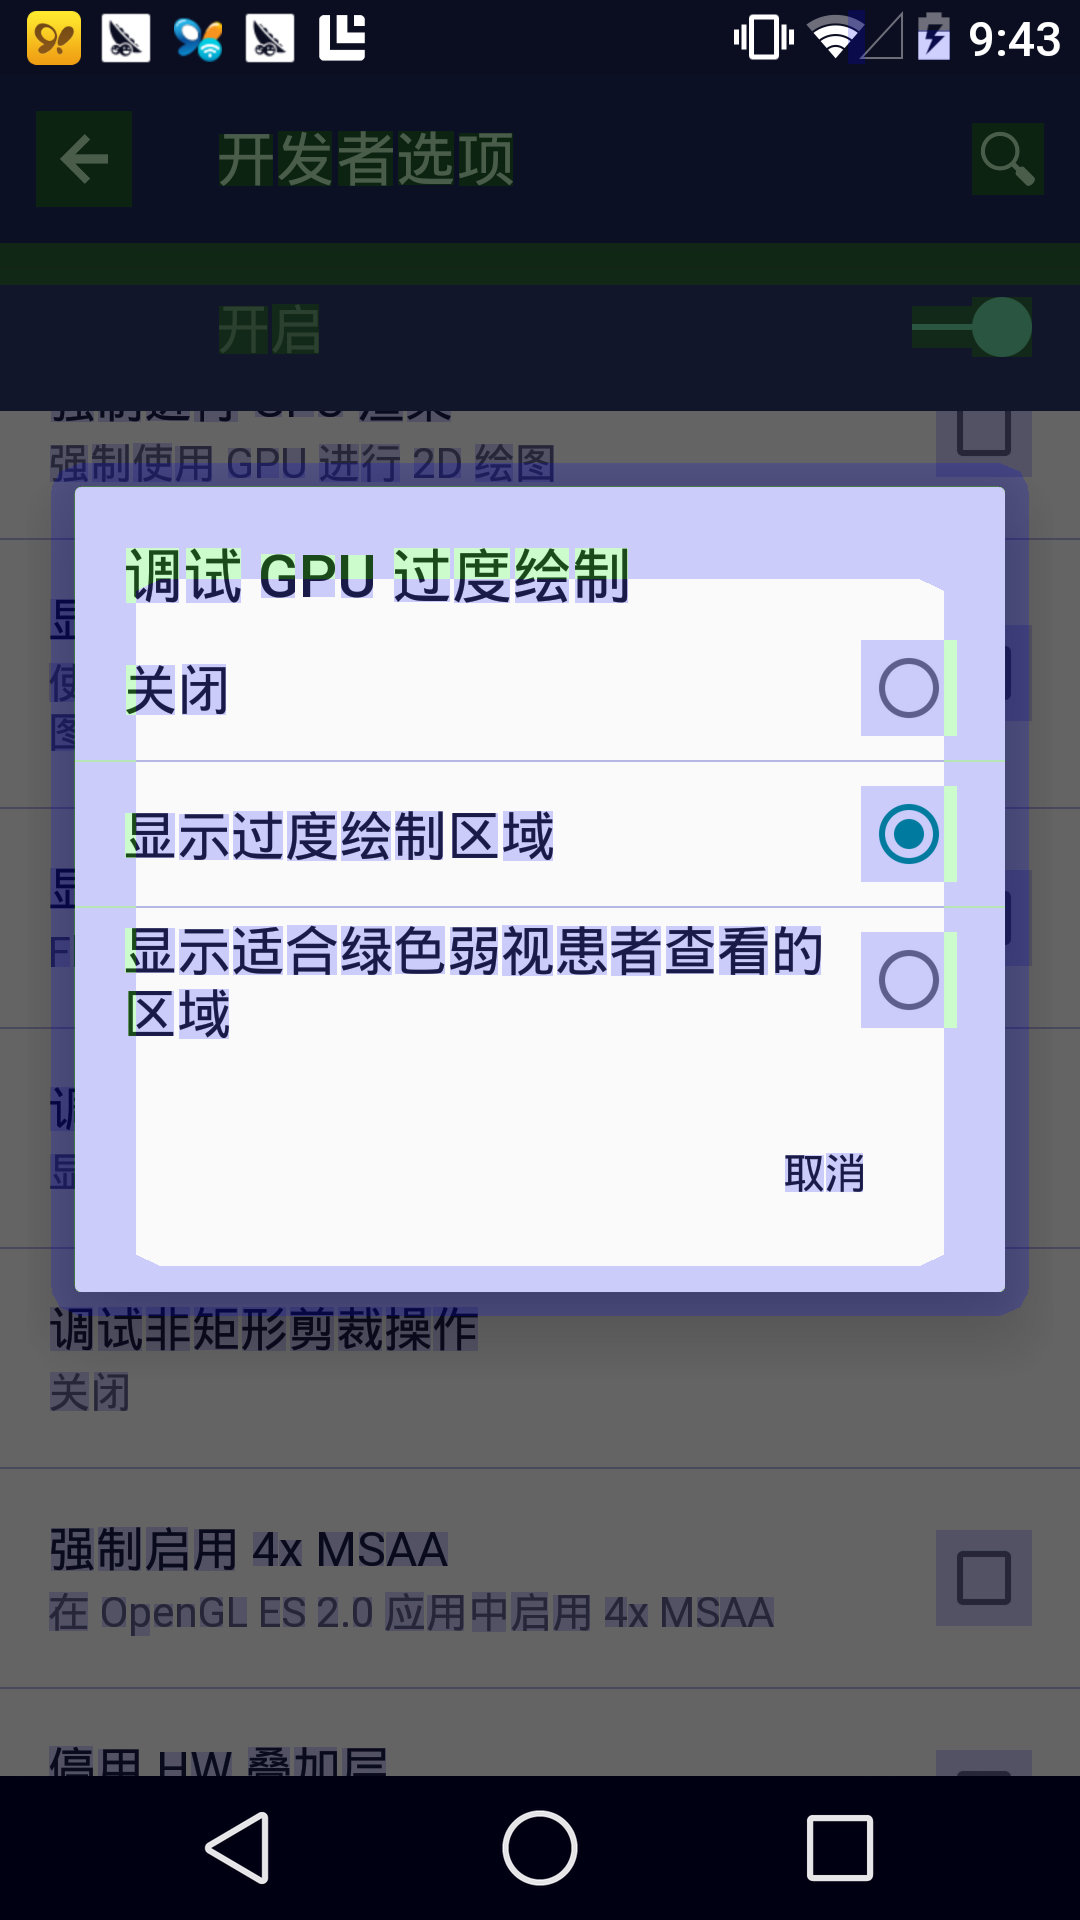 9:43
开发者选项
开启
强制进行 GPU 渲染
强制使用 GPU 进行 2D 绘图
调试 GPU 过度绘制
关闭
显示过度绘制区域
显示适合绿色弱视患者查看的
区域
取消
调试非矩形剪裁操作
关闭
强制启用 4x MSAA
在 OpenGL ES 2.0 应用中启用 4x MSAA
停用 HW 叠加层